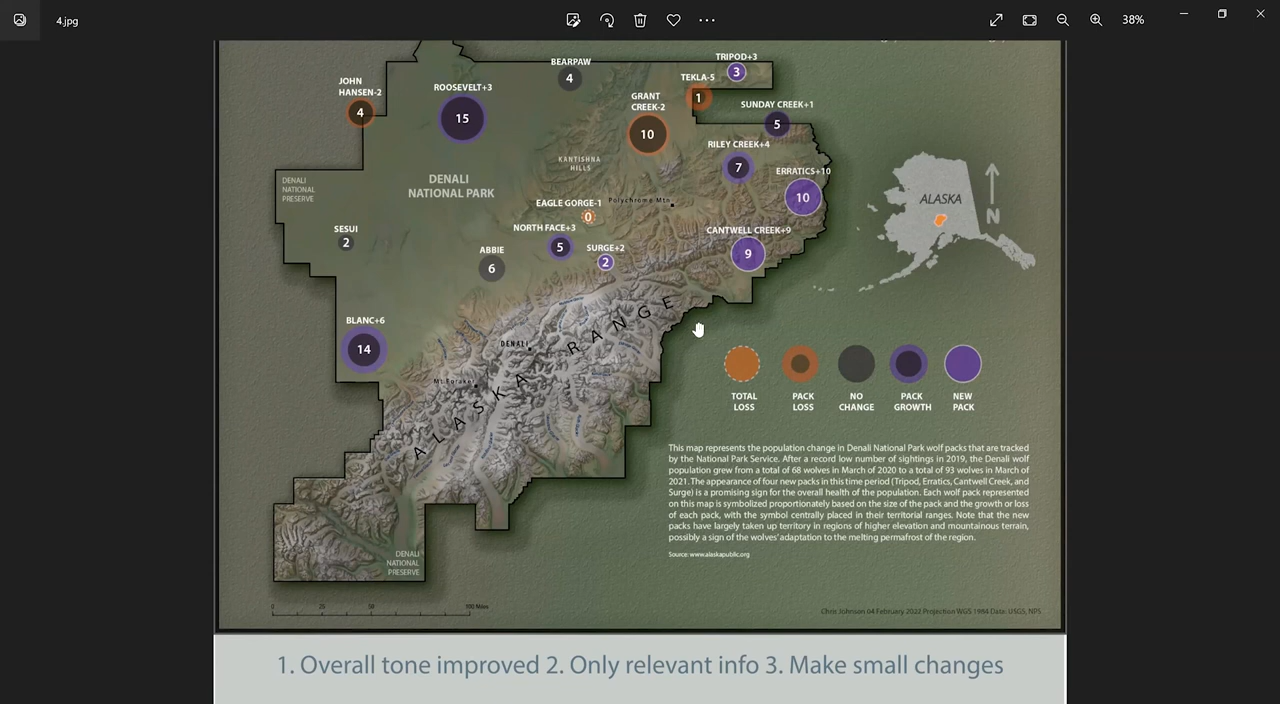 4.jpg
38%
TRIPOD+3
3
BEARPAW
4
TEKLA-5
1
JOHN
HANSEN-2
4
ROOSEVELT+3
15
GRANT
CREEK-2
10
SUNDAY CREEK+1
5
RILEY CREEK+4
7
KANTISHNA
HILLS
ERRATICS+10
10
DENALI
NATIONAL
PRESERVE
DENALI
NATIONAL PARK
Polychrome Mtn.
EAGLE GORGE-1
0
ALASKA
N
SESUI
2
NORTH FACE+3
5
CANTWELL CREEK+9
9
ABBIE
6
SURGE+2
2
BLANC+6
14
DENALI
Mt Foraker
ALASKA RANGE
TOTAL
LOSS
PACK
LOSS
NO
CHANGE
PACK
GROWTH
NEW
PACK
This map represents the population change in Denali National Park wolf packs that are tracked
by the National Park Service. After a record low number of sightings in 2019, the Denali wolf
population grew from a total of 68 wolves in March of 2020 to a total of 93 wolves in March of
2021. The appearance of four new packs in this time period (Tripod, Erratics, Cantwell Creek, and
Surge) is a promising sign for the overall health of the population. Each wolf pack represented
on this map is symbolized proportionately based on the size of the pack and the growth or loss
of each pack, with the symbol centrally placed in their territorial ranges. Note that the new
packs have largely taken up territory in regions of higher elevation and mountainous terrain,
possibly a sign of the wolves' adaptation to the melting permafrost of the region.
Source: www.alaskapublic.org
DENALI
NATIONAL
PRESERVE
0 25 50 100 Miles
Chris Johnson 04 February 2022 Projection WGS 1984 Data: USGS, NPS
1. Overall tone improved 2. Only relevant info 3. Make small changes